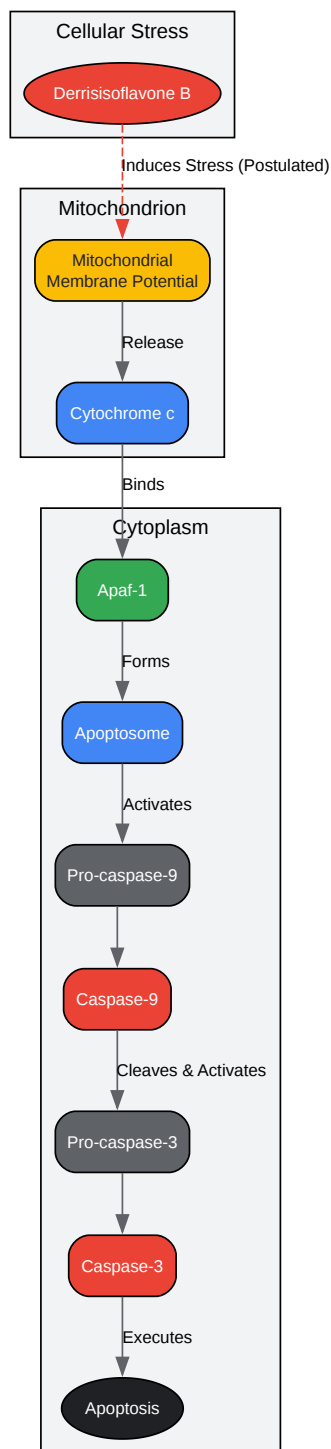 Cellular Stress
Derrisisoflavone B
Induces Stress (Postulated)
Mitochondrion
Mitochondrial
Membrane Potential
Release
Cytochrome c
Binds
Cytoplasm
Apaf-1
Forms
Apoptosome
Activates
Pro-caspase-9
Caspase-9
Cleaves & Activates
Pro-caspase-3
Caspase-3
Executes
Apoptosis